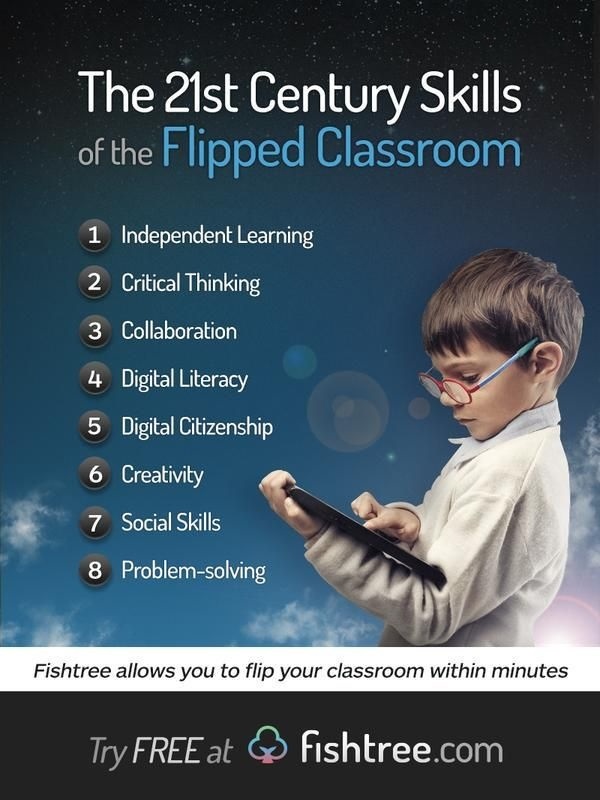 The 21st Century Skills
of the Flipped Classroom
1 Independent Learning
2 Critical Thinking
3 Collaboration
4 Digital Literacy
5 Digital Citizenship
6 Creativity
7 Social Skills
8 Problem-solving
Fishtree allows you to flip your classroom within minutes
Try FREE at fishtree.com